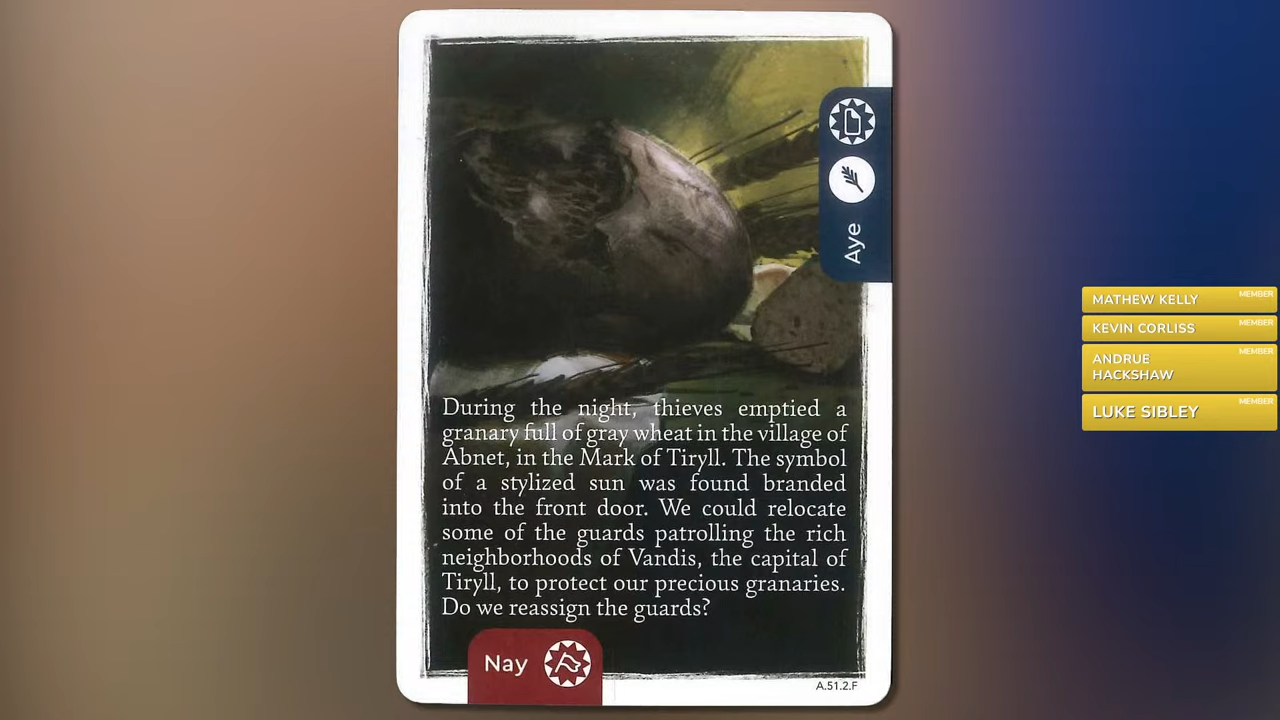 Aye
During the night, thieves emptied a
granary full of gray wheat in the village of
Abnet, in the Mark of Tiryll. The symbol
of a stylized sun was found branded
into the front door. We could relocate
some of the guards patrolling the rich
neighborhoods of Vandis, the capital of
Tiryll, to protect our precious granaries.
Do we reassign the guards?
Nay
A.51.2.F
MATHEW KELLY
MEMBER
KEVIN CORLISS
MEMBER
ANDRUE
HACKSHAW
MEMBER
LUKE SIBLEY
MEMBER